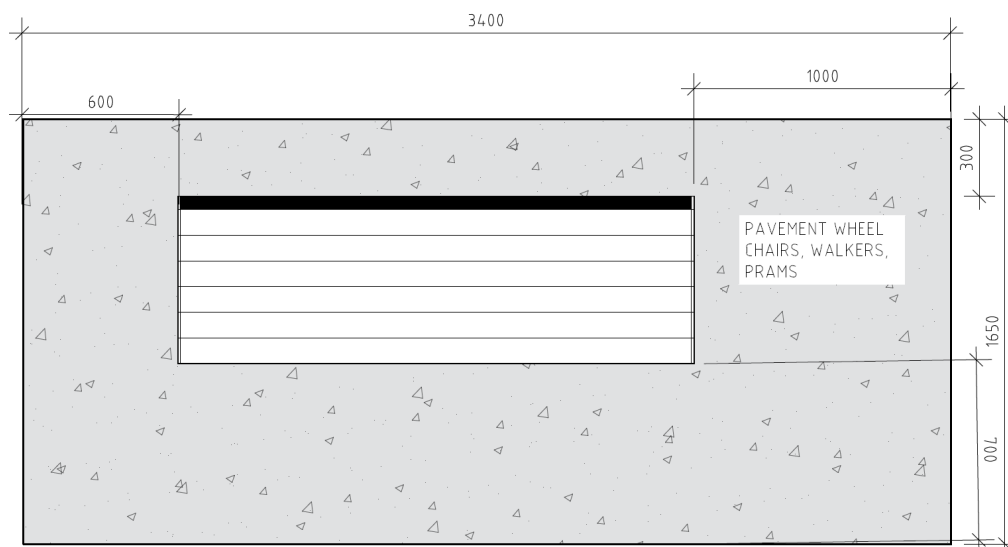 3400
1000
600
300
PAVEMENT WHEEL
CHAIRS, WALKERS,
PRAMS
1650
700